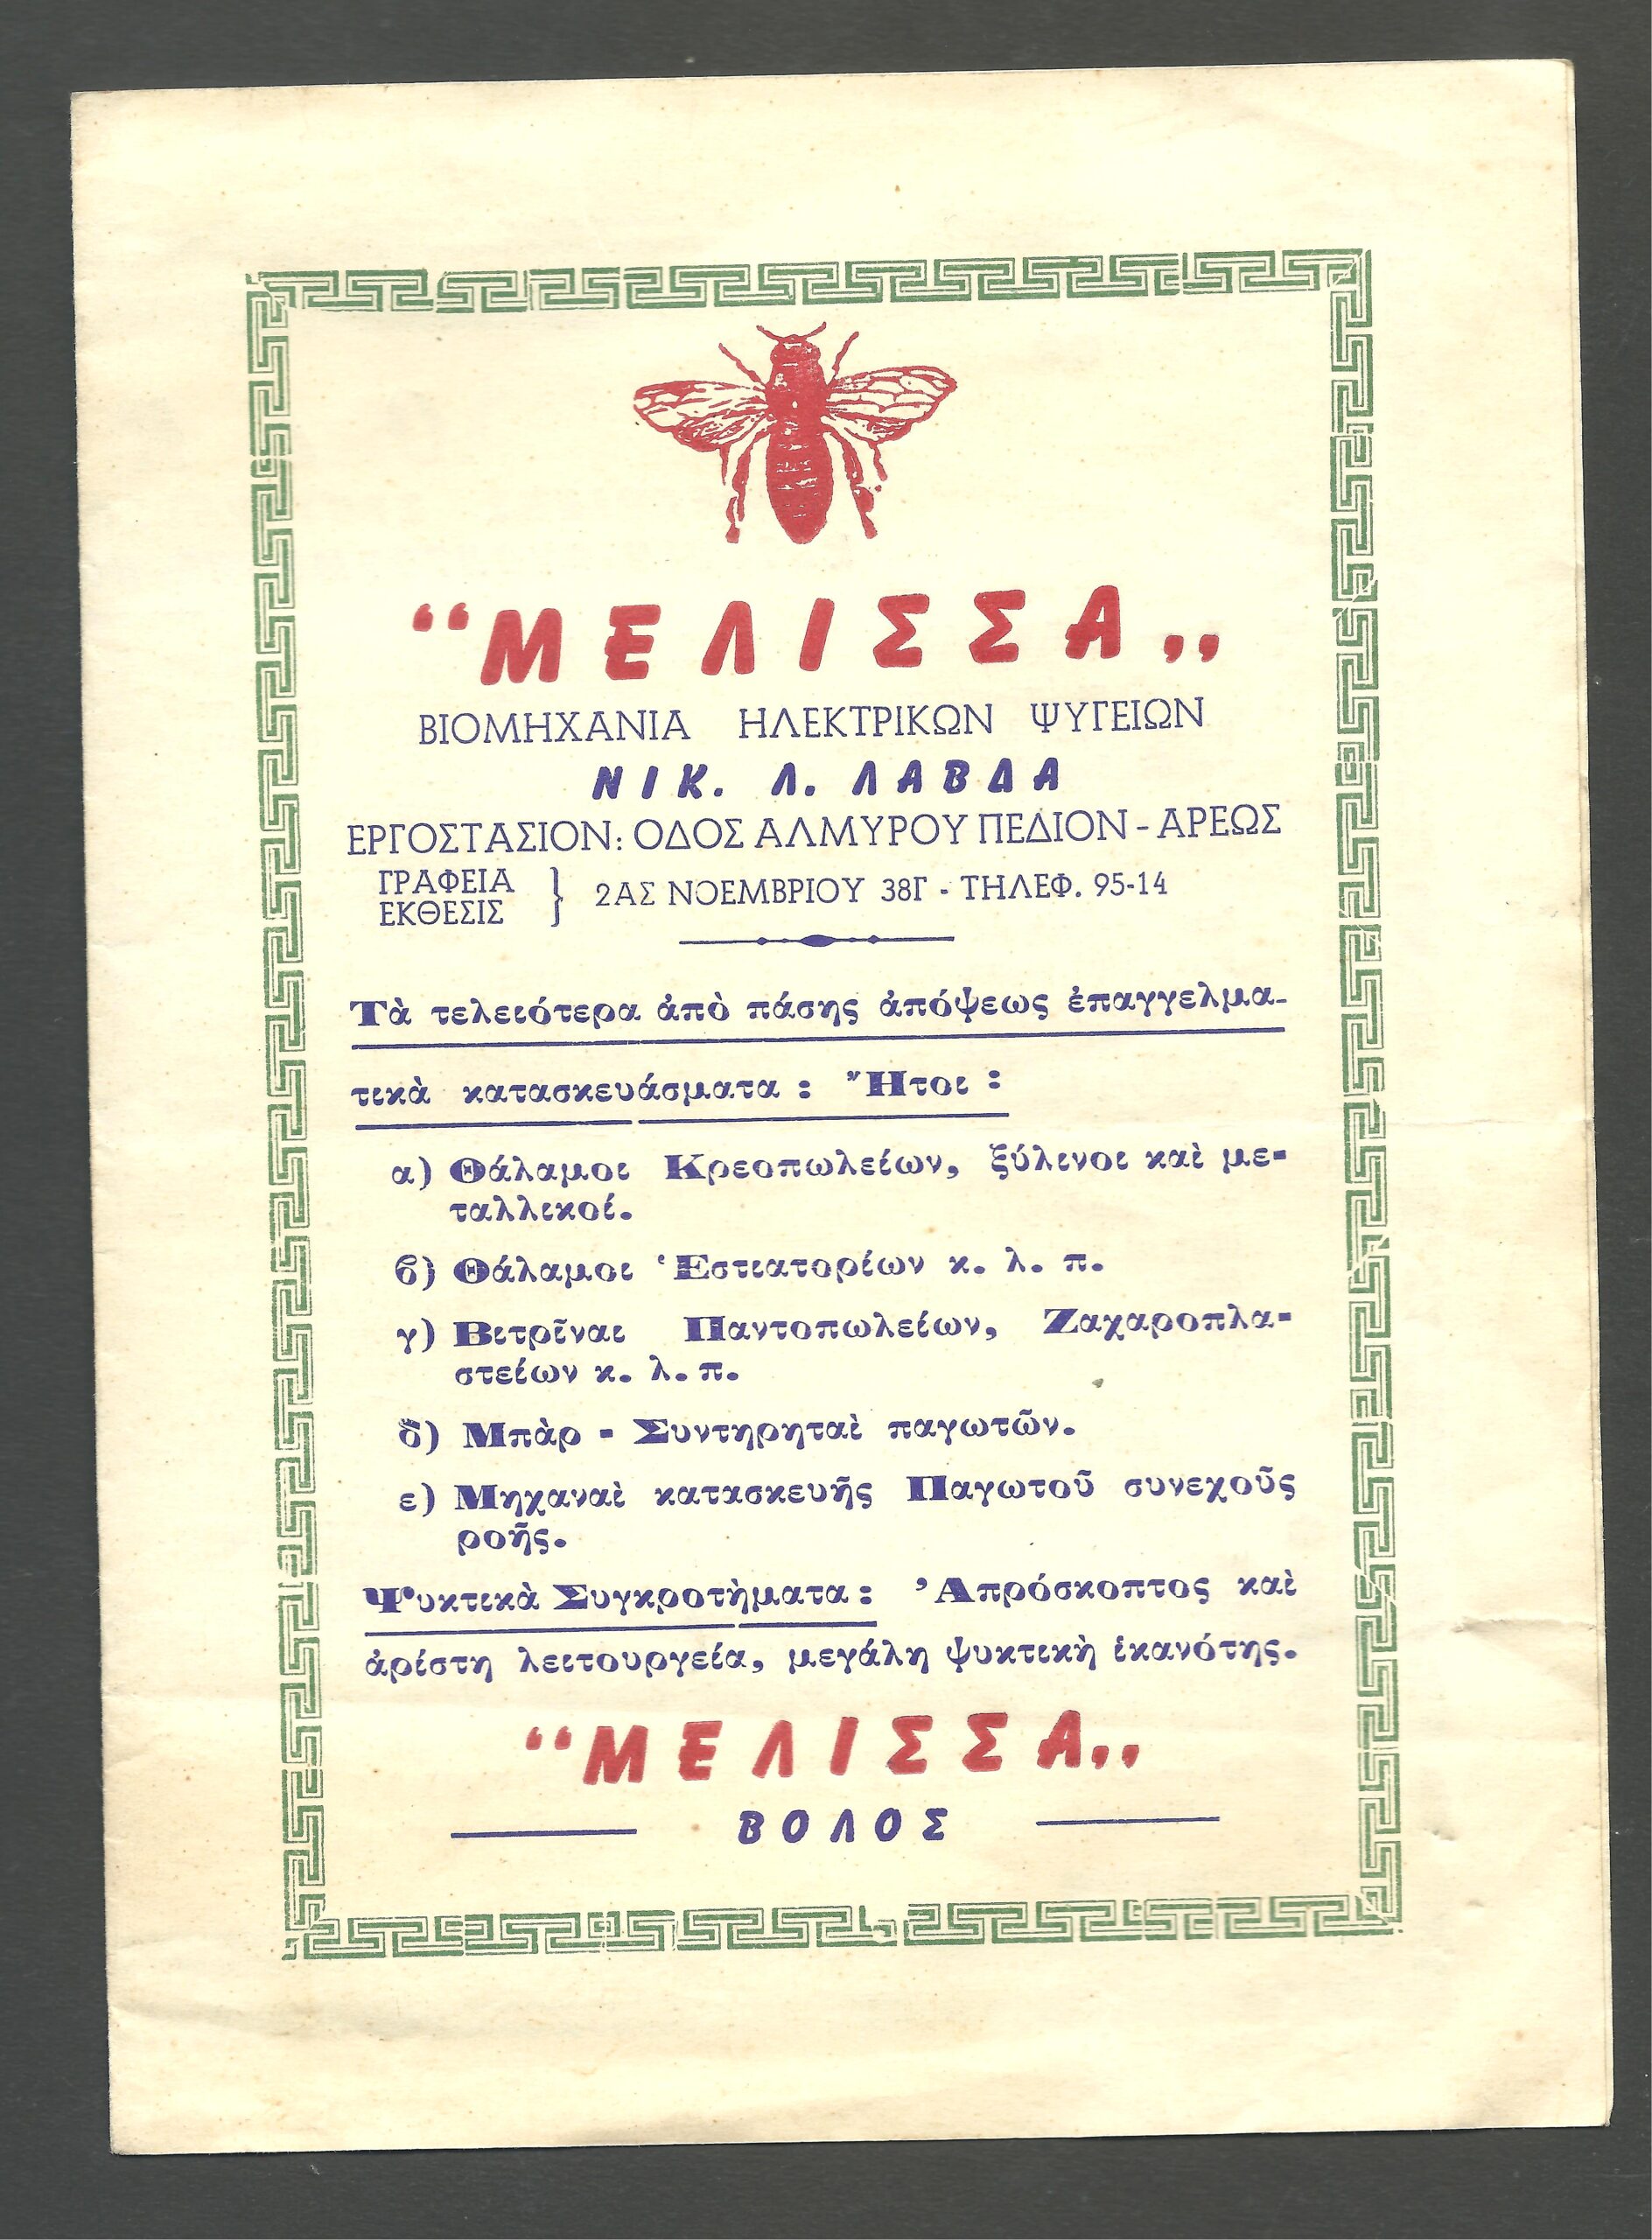 “ΜΕΛΙΣΣΑ„
ΒΙΟΜΗΧΑΝΙΑ ΗΛΕΚΤΡΙΚΩΝ ΨΥΓΕΙΩΝ
ΝΙΚ. Λ. ΛΑΒΔΑ
ΕΡΓΟΣΤΑΣΙΟΝ: ΟΔΟΣ ΑΛΜΥΡΟΥ ΠΕΔΙΟΝ - ΑΡΕΩΣ
ΓΡΑΦΕΙΑ
ΕΚΘΕΣΙΣ } 2ΑΣ ΝΟΕΜΒΡΙΟΥ 38Γ - ΤΗΛΕΦ. 95-14
Τὰ τελειότερα ἀπὸ πάσης ἀπόψεως ἐπαγγελμα-
τικὰ κατασκευάσματα : Ἤτοι :
α) Θάλαμοι Κρεοπωλείων, ξύλινοι καὶ με-
ταλλικοί.
β) Θάλαμοι Ἑστιατορίων κ. λ. π.
γ) Βιτρῖναι Παντοπωλείων, Ζαχαροπλα-
στείων κ. λ. π.
δ) Μπὰρ - Συντηρηταὶ παγωτῶν.
ε) Μηχαναὶ κατασκευῆς Παγωτοῦ συνεχοῦς
ροῆς.
Ψυκτικὰ Συγκροτὴματα : Ἀπρόσκοπτος καὶ
ἀρίστη λειτουργεία, μεγάλη ψυκτικὴ ἱκανότης.
“ΜΕΛΙΣΣΑ„
ΒΟΛΟΣ